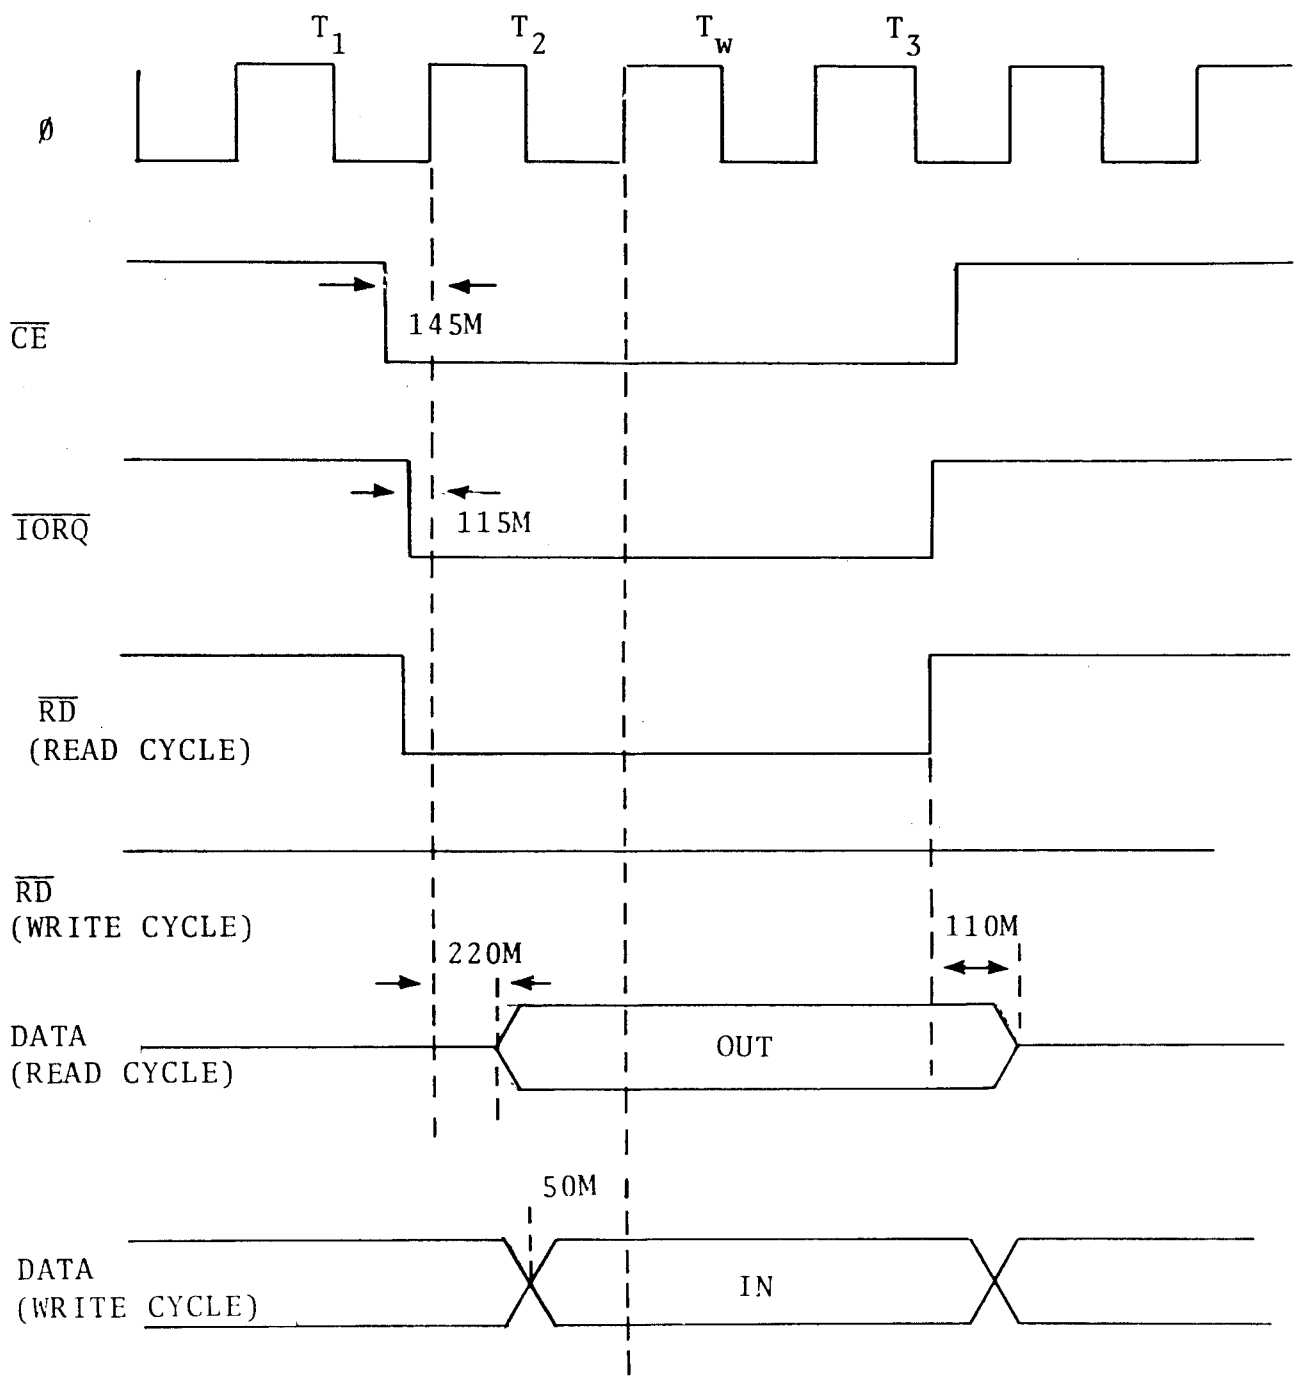 T1 T2 Tw T3
ø
145M
CE
115M
IORQ
RD
(READ CYCLE)
RD
(WRITE CYCLE)
110M
220M
DATA
(READ CYCLE)
OUT
50M
DATA
(WRITE CYCLE)
IN